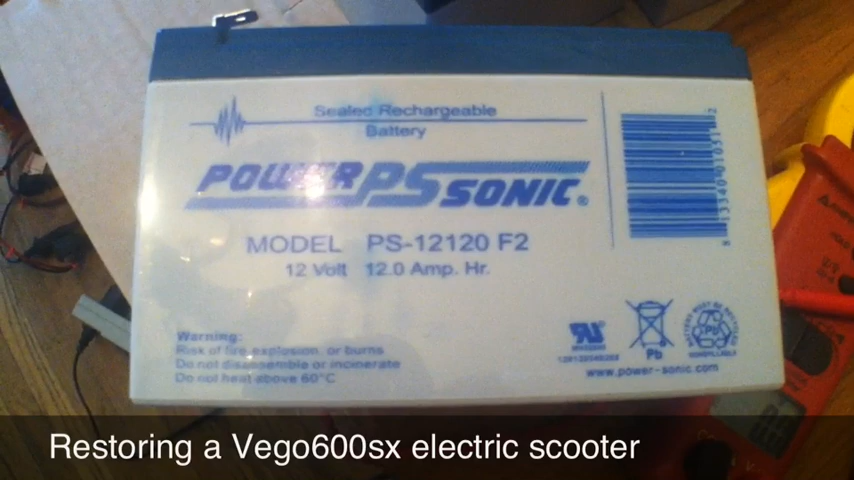 Sealed Rechargeable
Battery
POWER PS SONIC®
MODEL PS-12120 F2
12 Volt 12.0 Amp. Hr.
Warning:
Risk of fire, explosion, or burns
Do not disassemble or incinerate
Do not heat above 60°C
Pb
Pb
NONSPILLABLE
www.power-sonic.com
Restoring a Vego600sx electric scooter